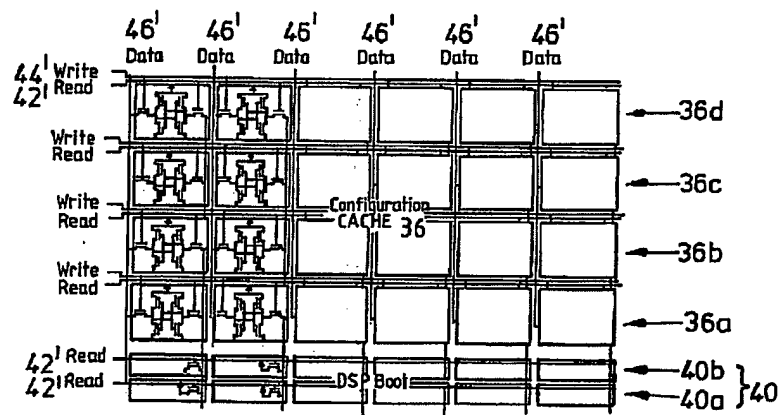 46' 46' 46' 46' 46' 46'
Data Data Data Data Data Data
44' Write
42' Read
36d
Write
Read
36c
Configuration
CACHE 36
Write
Read
36b
Write
Read
36a
42' Read
40b
42' Read
DSP Boot
40a
40